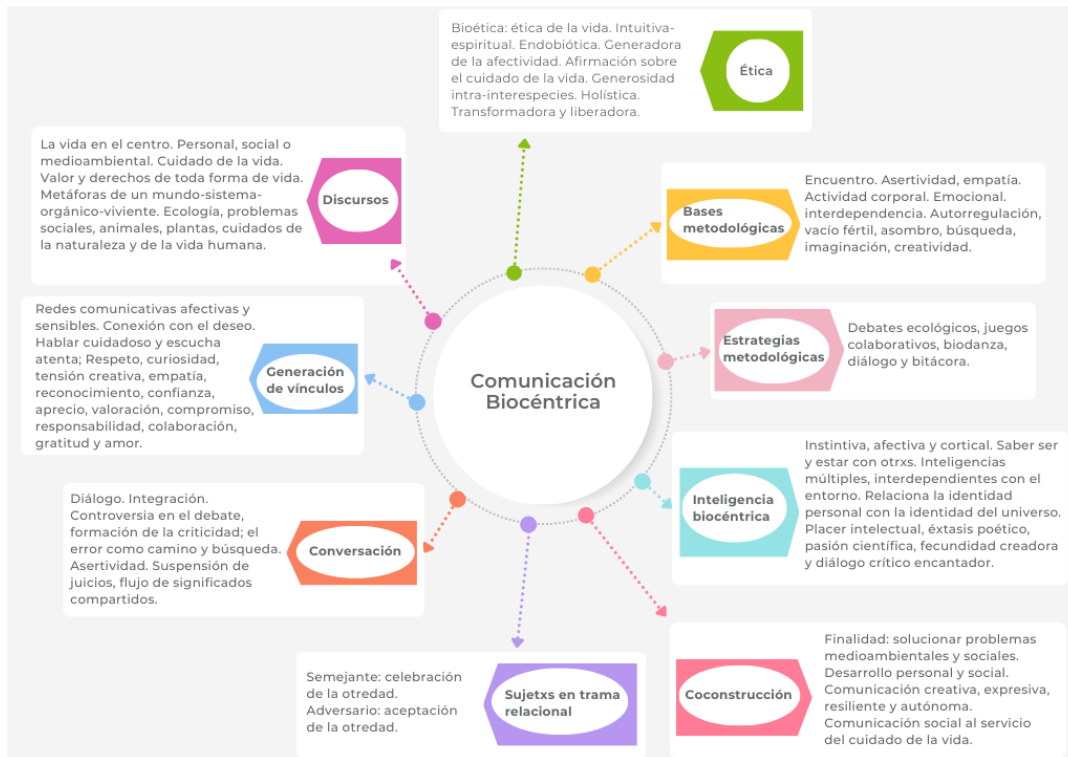 Bioética: ética de la vida. Intuitiva-
espiritual. Endobiótica. Generadora
de la afectividad. Afirmación sobre
el cuidado de la vida. Generosidad
intra-interespecies. Holística.
Transformadora y liberadora.
Ética
La vida en el centro. Personal, social o
medioambiental. Cuidado de la vida.
Valor y derechos de toda forma de vida.
Metáforas de un mundo-sistema-
orgánico-viviente. Ecología, problemas
sociales, animales, plantas, cuidados de
la naturaleza y de la vida humana.
Discursos
Bases
metodológicas
Encuentro. Asertividad, empatía.
Actividad corporal. Emocional.
interdependencia. Autorregulación,
vacío fértil, asombro, búsqueda,
imaginación, creatividad.
Redes comunicativas afectivas y
sensibles. Conexión con el deseo.
Hablar cuidadoso y escucha
atenta; Respeto, curiosidad,
tensión creativa, empatía,
reconocimiento, confianza,
aprecio, valoración, compromiso,
responsabilidad, colaboración,
gratitud y amor.
Generación
de vínculos
Comunicación
Biocéntrica
Estrategias
metodológicas
Debates ecológicos, juegos
colaborativos, biodanza,
diálogo y bitácora.
Inteligencia
biocéntrica
Instintiva, afectiva y cortical. Saber ser
y estar con otrxs. Inteligencias
múltiples, interdependientes con el
entorno. Relaciona la identidad
personal con la identidad del universo.
Placer intelectual, éxtasis poético,
pasión científica, fecundidad creadora
y diálogo crítico encantador.
Diálogo. Integración.
Controversia en el debate,
formación de la criticidad; el
error como camino y búsqueda.
Asertividad. Suspensión de
juicios, flujo de significados
compartidos.
Conversación
Semejante: celebración
de la otredad.
Adversario: aceptación
de la otredad.
Sujetxs en trama
relacional
Coconstrucción
Finalidad: solucionar problemas
medioambientales y sociales.
Desarrollo personal y social.
Comunicación creativa, expresiva,
resiliente y autónoma.
Comunicación social al servicio
del cuidado de la vida.